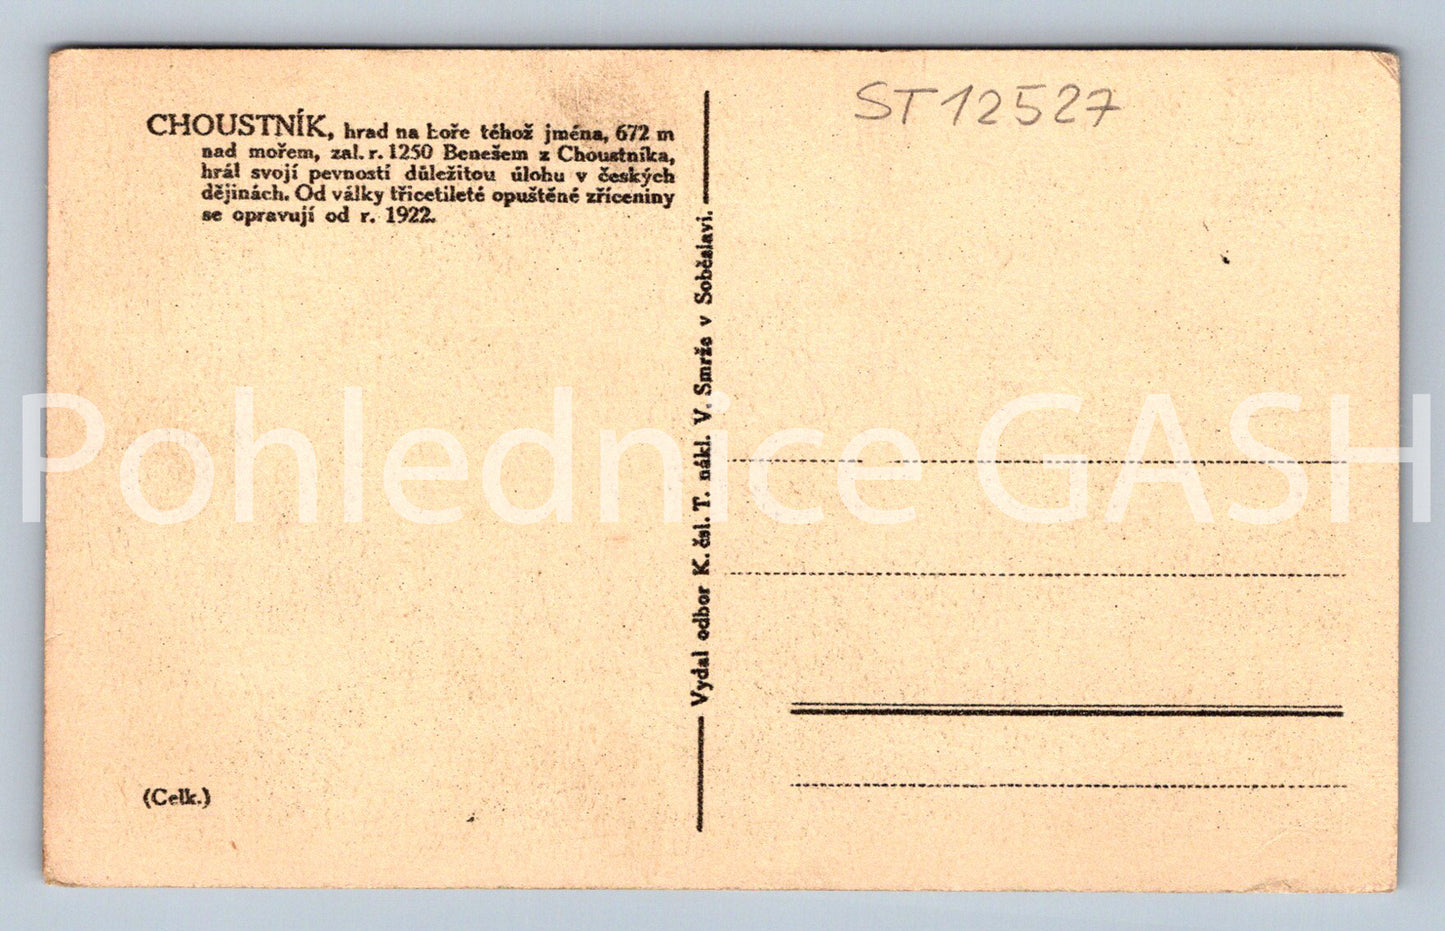 CHOUSTNÍK, hrad na hoře téhož jména, 672 m
nad mořem, zal. r. 1250 Benešem z Choustníka,
hrál svojí pevností důležitou úlohu v českých
dějinách. Od války třicetileté opuštěné zříceniny
se opravují od r. 1922.
(Celk.)
Vydal odbor K. čsl. T. nákl. V. Smrže v Soběslavi.
ST12527
Pohlednice GASH